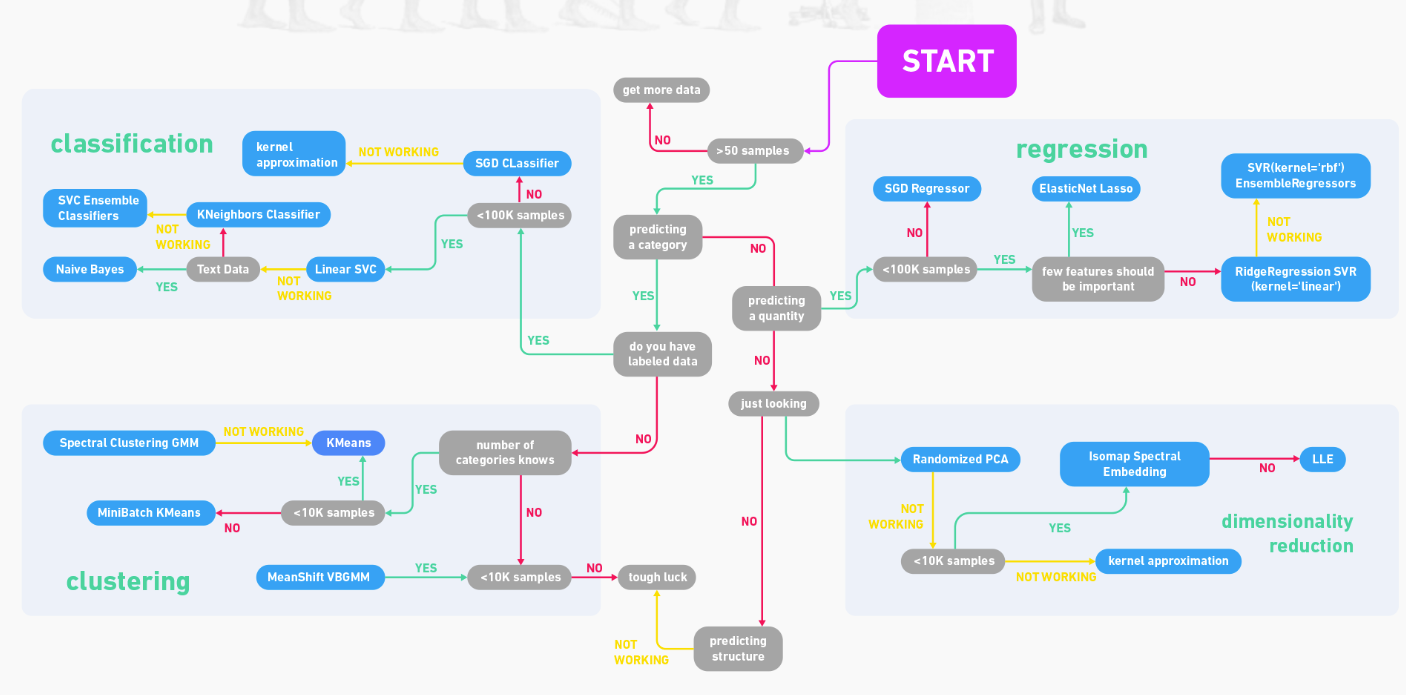 START
get more data
NO
>50 samples
YES
predicting
a category
NO
YES
do you have
labeled data
YES
NO
predicting
a quantity
YES
NO
just looking
NO
classification
kernel
approximation
NOT WORKING
SGD CLassifier
NO
<100K samples
YES
SVC Ensemble
Classifiers
NOT
WORKING
KNeighbors Classifier
Naive Bayes
YES
Text Data
NOT
WORKING
Linear SVC
regression
SGD Regressor
NO
<100K samples
YES
ElasticNet Lasso
YES
few features should
be important
NO
SVR(kernel='rbf')
EnsembleRegressors
NOT
WORKING
RidgeRegression SVR
(kernel='linear')
Spectral Clustering GMM
NOT WORKING
KMeans
number of
categories knows
YES
YES
NO
MiniBatch KMeans
NO
<10K samples
clustering
MeanShift VBGMM
YES
<10K samples
NO
tough luck
NOT
WORKING
predicting
structure
Randomized PCA
NOT
WORKING
<10K samples
YES
Isomap Spectral
Embedding
NO
LLE
NOT WORKING
kernel approximation
dimensionality
reduction